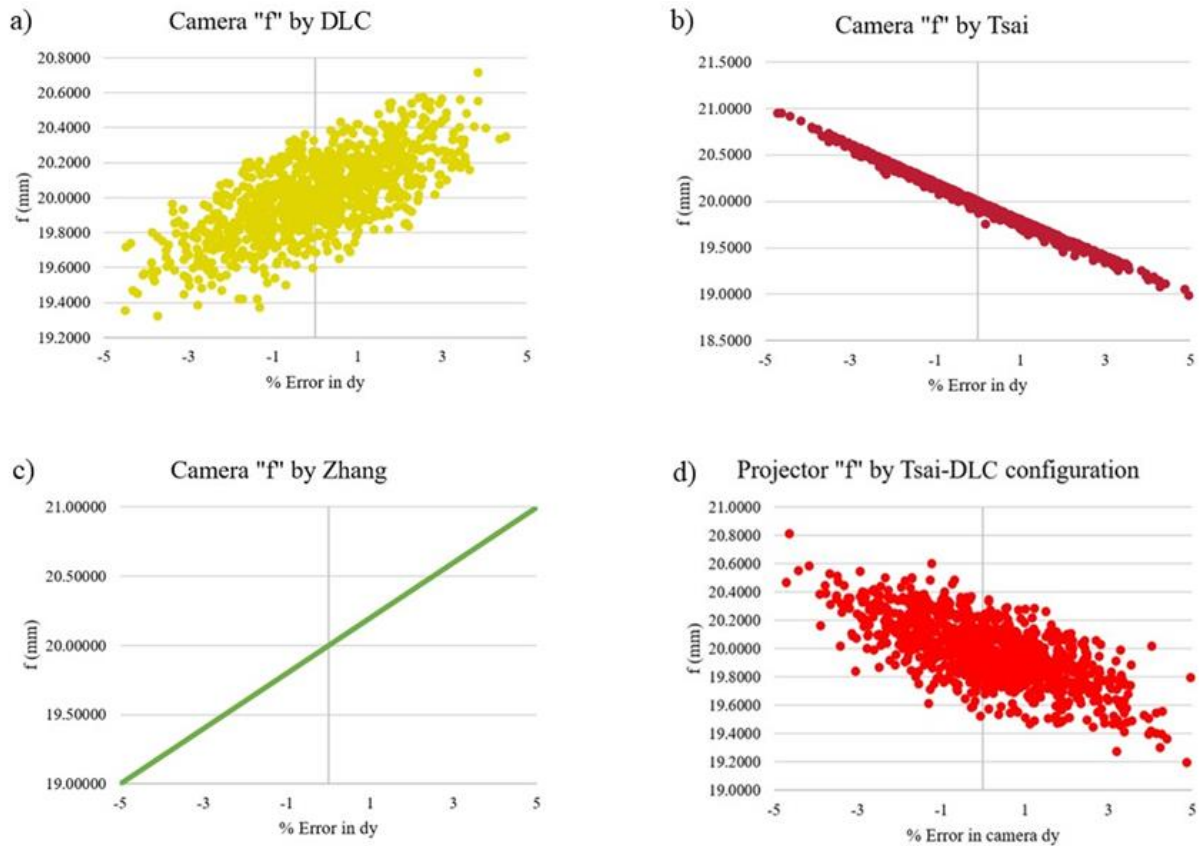 a)
Camera "f" by DLC
f (mm)
20.8000
20.6000
20.4000
20.2000
20.0000
19.8000
19.6000
19.4000
19.2000
-5 -3 -1 1 3 5
% Error in dy
b)
Camera "f" by Tsai
f (mm)
21.5000
21.0000
20.5000
20.0000
19.5000
19.0000
18.5000
-5 -3 -1 1 3 5
% Error in dy
c)
Camera "f" by Zhang
f (mm)
21.00000
20.50000
20.00000
19.50000
19.00000
-5 -3 -1 1 3 5
% Error in dy
d)
Projector "f" by Tsai-DLC configuration
f (mm)
21.0000
20.8000
20.6000
20.4000
20.2000
20.0000
19.8000
19.6000
19.4000
19.2000
19.0000
-5 -3 -1 1 3 5
% Error in camera dy